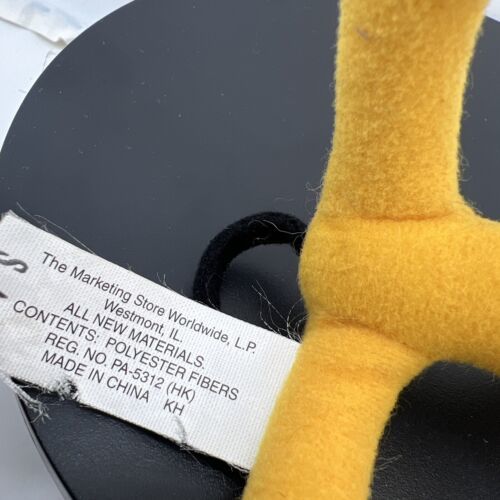 The Marketing Store Worldwide, L.P.
Westmont, IL.
ALL NEW MATERIALS.
CONTENTS: POLYESTER FIBERS
REG. NO. PA-5312 (HK)
MADE IN CHINA KH